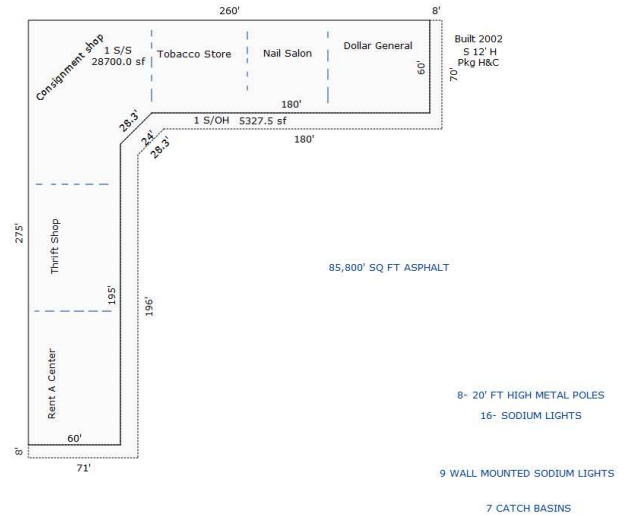 260'
8'
Consignment shop
1 S/S
28700.0 sf
Tobacco Store
Nail Salon
Dollar General
60'
70'
Built 2002
S 12' H
Pkg H&C
180'
28.3'
1 S/OH 5327.5 sf
24'
28.3'
180'
275'
Thrift Shop
195'
196'
85,800' SQ FT ASPHALT
Rent A Center
8- 20' FT HIGH METAL POLES
16- SODIUM LIGHTS
60'
8'
71'
9 WALL MOUNTED SODIUM LIGHTS
7 CATCH BASINS